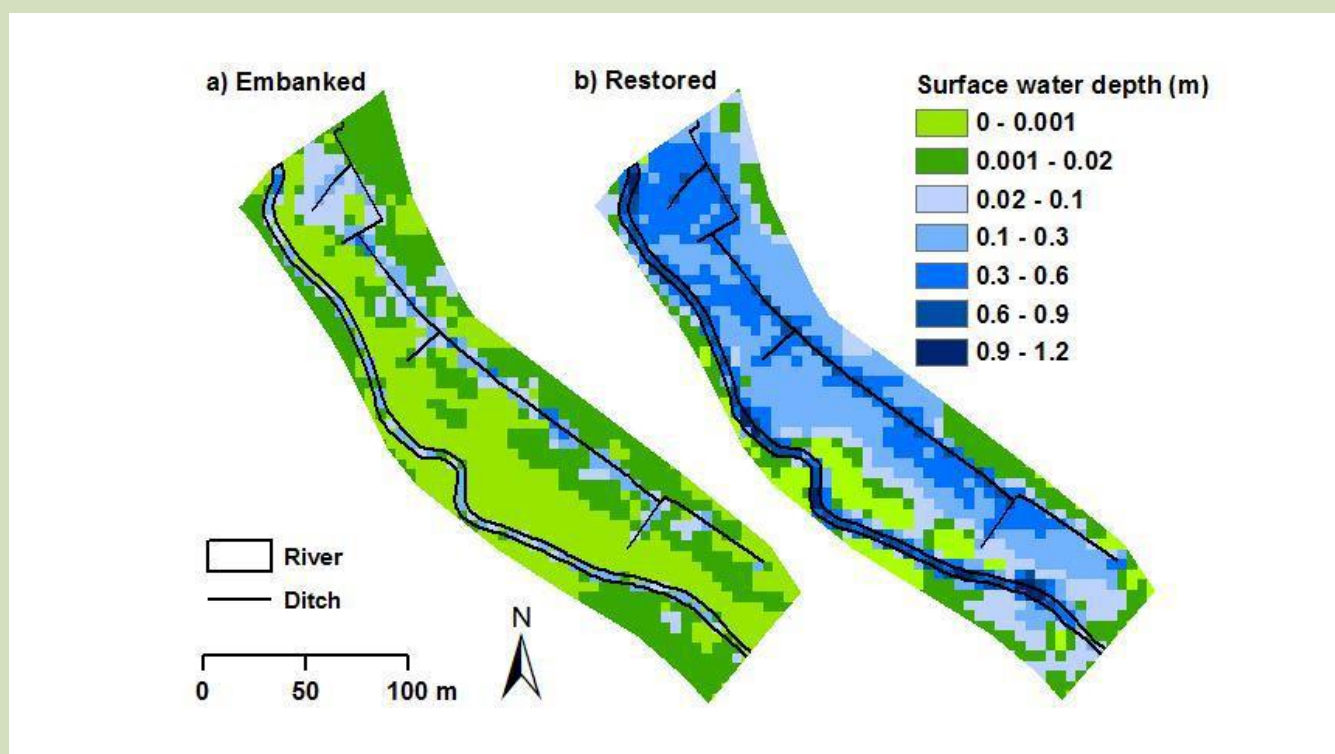 a) Embanked
b) Restored
Surface water depth (m)
0 - 0.001
0.001 - 0.02
0.02 - 0.1
0.1 - 0.3
0.3 - 0.6
0.6 - 0.9
0.9 - 1.2
River
Ditch
N
0 50 100 m